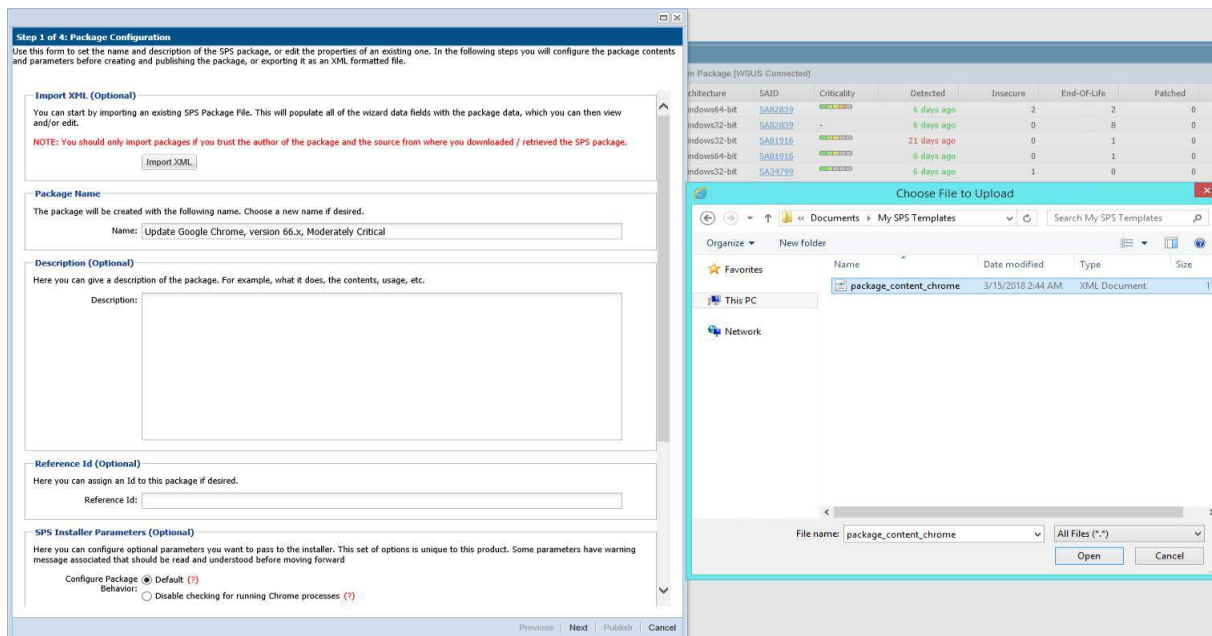 Step 1 of 4: Package Configuration
Use this form to set the name and description of the SPS package, or edit the properties of an existing one. In the following steps you will configure the package contents
and parameters before creating and publishing the package, or exporting it as an XML formatted file.
Import XML (Optional)
You can start by importing an existing SPS Package File. This will populate all of the wizard data fields with the package data, which you can then view
and/or edit.
NOTE: You should only import packages if you trust the author of the package and the source from where you downloaded / retrieved the SPS package.
Import XML
Package Name
The package will be created with the following name. Choose a new name if desired.
Name: Update Google Chrome, version 66.x, Moderately Critical
Description (Optional)
Here you can give a description of the package. For example, what it does, the contents, usage, etc.
Description:
Reference Id (Optional)
Here you can assign an Id to this package if desired.
Reference Id:
SPS Installer Parameters (Optional)
Here you can configure optional parameters you want to pass to the installer. This set of options is unique to this product. Some parameters have warning
message associated that should be read and understood before moving forward
Configure Package Default (?)
Behavior:
Disable checking for running Chrome processes (?)
Previous Next Publish Cancel
m Package [WSUS Connected]
chitecture SAID Criticality Detected Insecure End-Of-Life Patched
indows64-bit SA82839 6 days ago 2 2 0
indows32-bit SA82839 - 6 days ago 0 8 0
indows32-bit SA81916 21 days ago 0 1 0
indows64-bit SA81916 6 days ago 0 1 0
indows32-bit SA34799 6 days ago 1 0 0
Choose File to Upload
« Documents My SPS Templates Search My SPS Templates
Organize New folder
Name Date modified Type Size
package_content_chrome 3/15/2018 2:44 AM XML Document 1
Favorites
This PC
Network
File name: package_content_chrome All Files (*.*)
Open Cancel